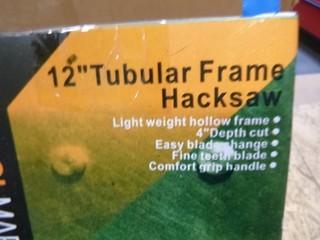 12"Tubular Frame
Hacksaw
Light weight hollow frame
4"Depth cut
Easy blade change
Fine teeth blade
Comfort grip handle